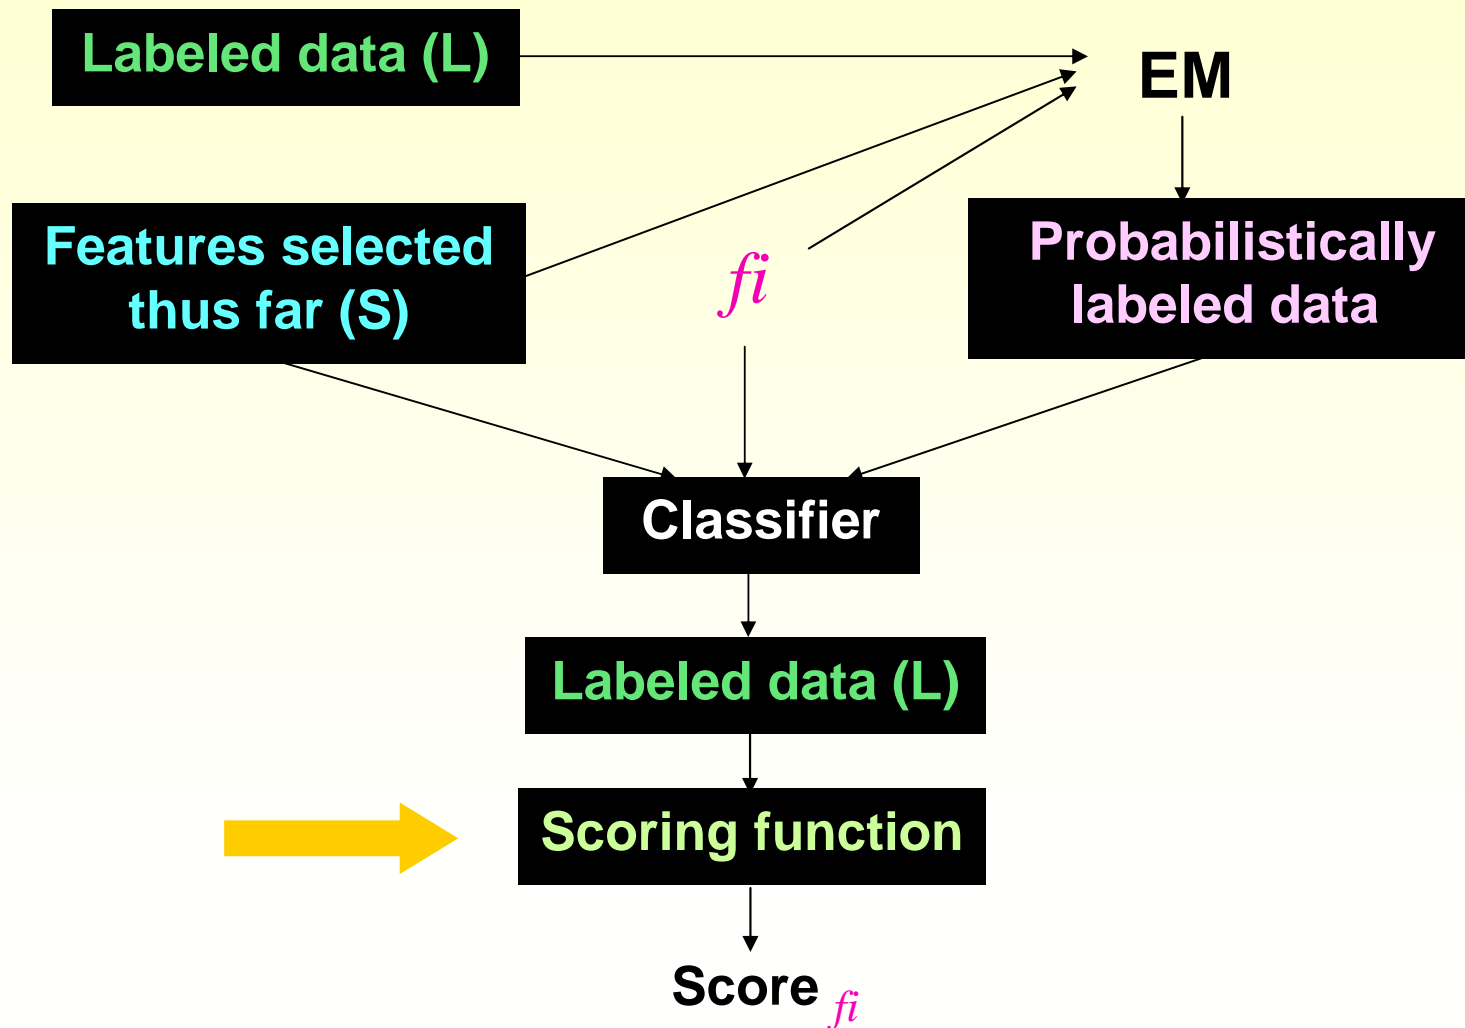 Labeled data (L)
EM
Features selected
thus far (S)
fi
Probabilistically
labeled data
Classifier
Labeled data (L)
Scoring function
Score fi